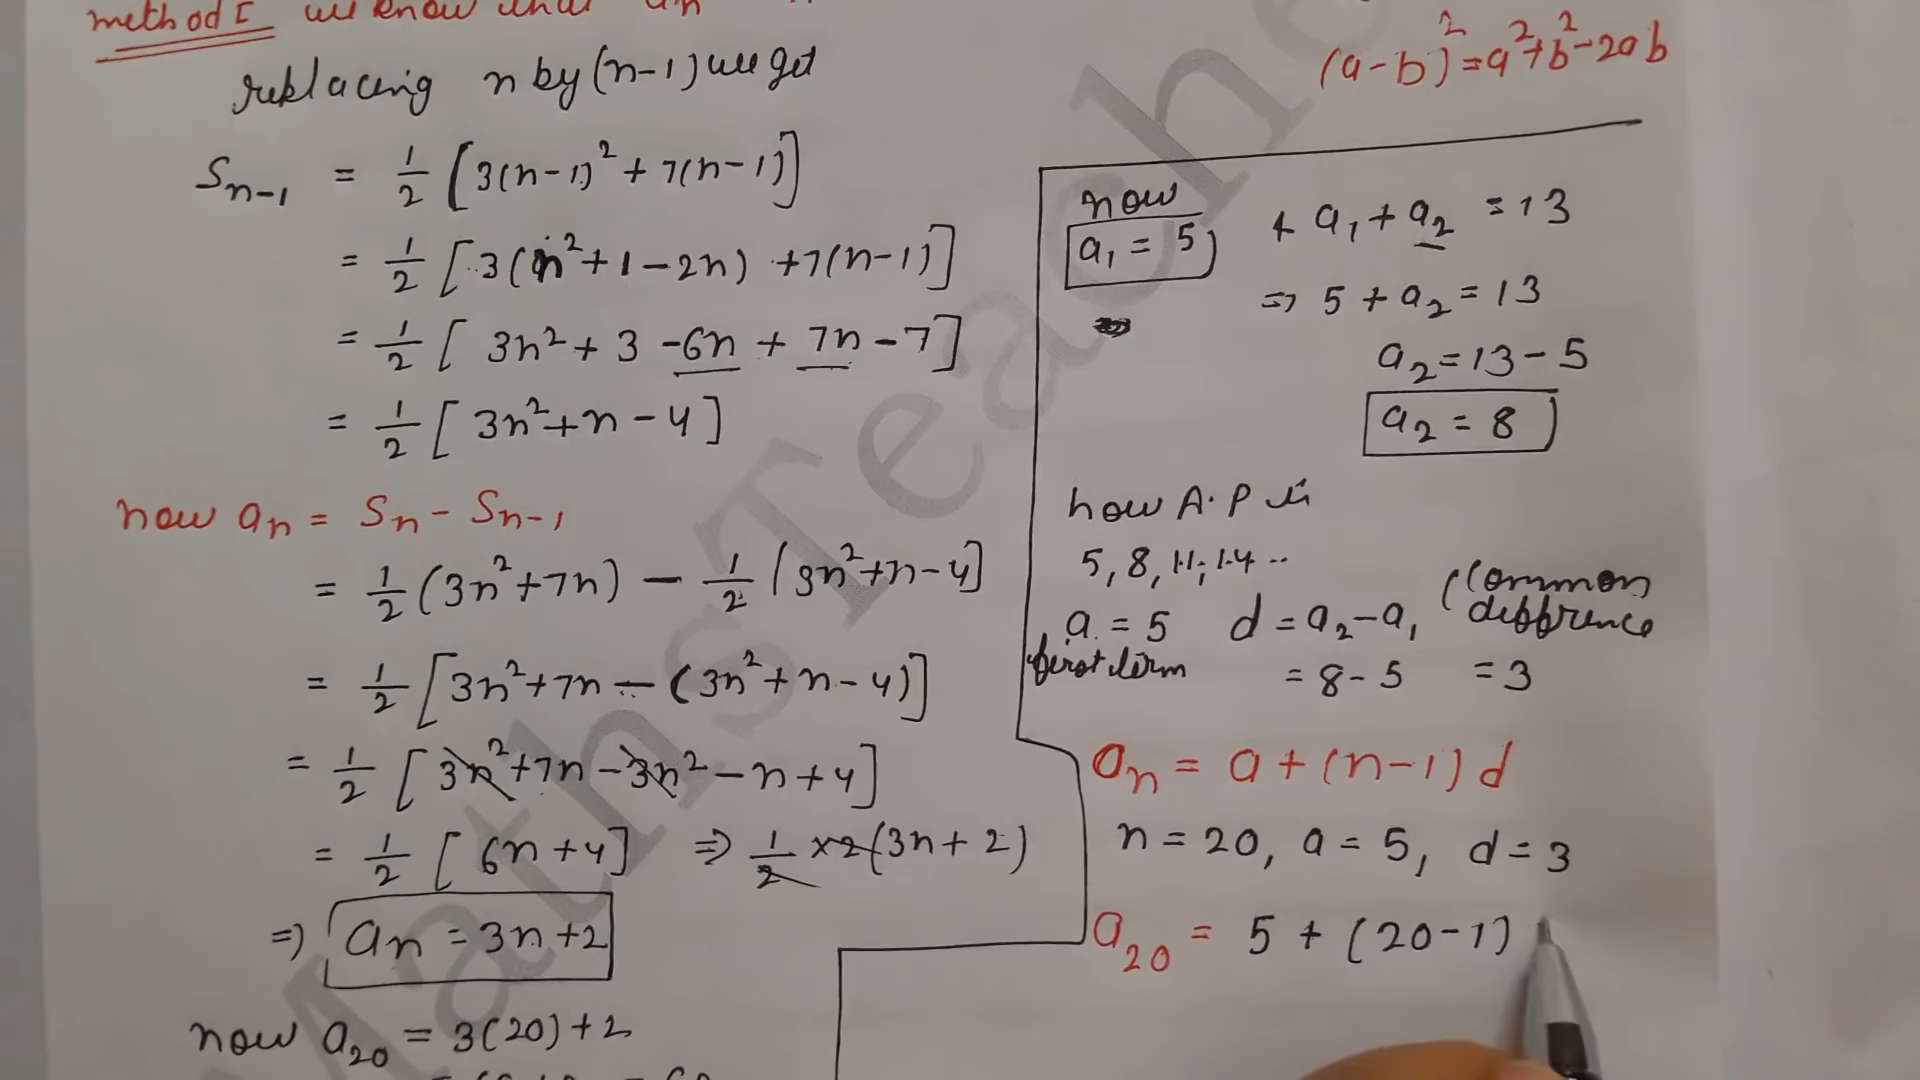 method I we know that an
replacing n by (n-1) we get
Sn-1 = 1/2 [3(n-1)² + 7(n-1)]
= 1/2 [3(n²+1-2n) +7(n-1)]
= 1/2 [3n²+3-6n+7n-7]
= 1/2 [3n²+n-4]
now an = Sn - Sn-1
= 1/2 (3n²+7n) - 1/2 (3n²+n-4]
= 1/2 [3n²+7n-(3n²+n-4)]
= 1/2 [3n²+7n-3n²-n+4]
= 1/2 [6n+4] ⇒ 1/2 ×2(3n+2)
⇒ an = 3n+2
now a20 = 3(20)+2
(a-b)² = a²+b²-2ab
now
a1 = 5
+ a1+a2 = 13
⇒ 5+a2 = 13
a2 = 13-5
a2 = 8
now A.P is
5, 8, 11, 14 ..
a = 5 d = a2-a1 (Common difference
first term = 8-5 = 3
an = a+(n-1)d
n = 20, a = 5, d = 3
a20 = 5 + (20-1)
Maths Teache